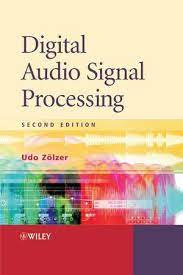 Digital
Audio Signal
Processing
SECOND EDITION
Udo Zölzer
WILEY